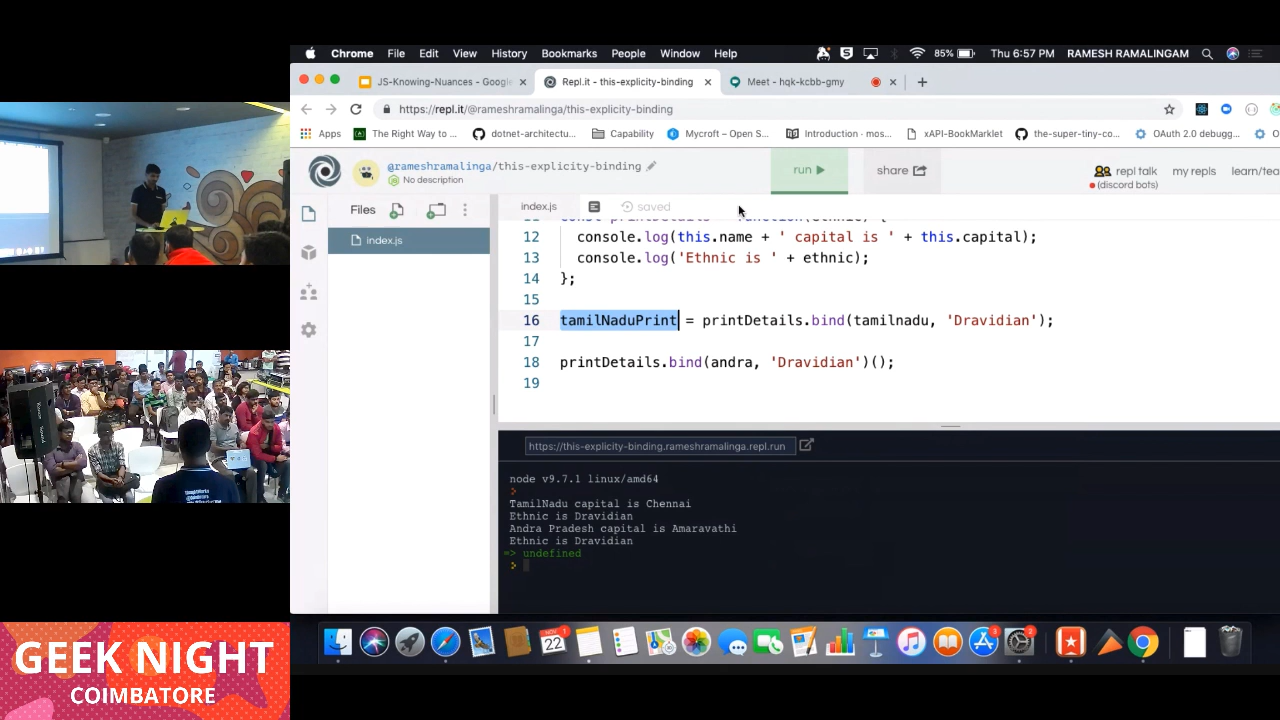 Chrome File Edit View History Bookmarks People Window Help 85% Thu 6:57 PM RAMESH RAMALINGAM
JS-Knowing-Nuances - Google
Repl.it - this-explicity-binding
Meet - hqk-kcbb-gmy
https://repl.it/@rameshramalinga/this-explicity-binding
Apps The Right Way to ... dotnet-architectu... Capability Mycroft – Open S... Introduction · mos... xAPI-BookMarklet the-super-tiny-co... OAuth 2.0 debugg...
@rameshramalinga/this-explicity-binding
No description
run
share
repl talk
(discord bots)
my repls
learn/tea
Files
index.js
index.js
saved
12 console.log(this.name + ' capital is ' + this.capital);
13 console.log('Ethnic is ' + ethnic);
14 };
15
16 tamilNaduPrint = printDetails.bind(tamilnadu, 'Dravidian');
17
18 printDetails.bind(andra, 'Dravidian')();
19
https://this-explicity-binding.rameshramalinga.repl.run
node v9.7.1 linux/amd64
TamilNadu capital is Chennai
Ethnic is Dravidian
Andra Pradesh capital is Amaravathi
Ethnic is Dravidian
=> undefined
NOV
22
GEEK NIGHT
COIMBATORE